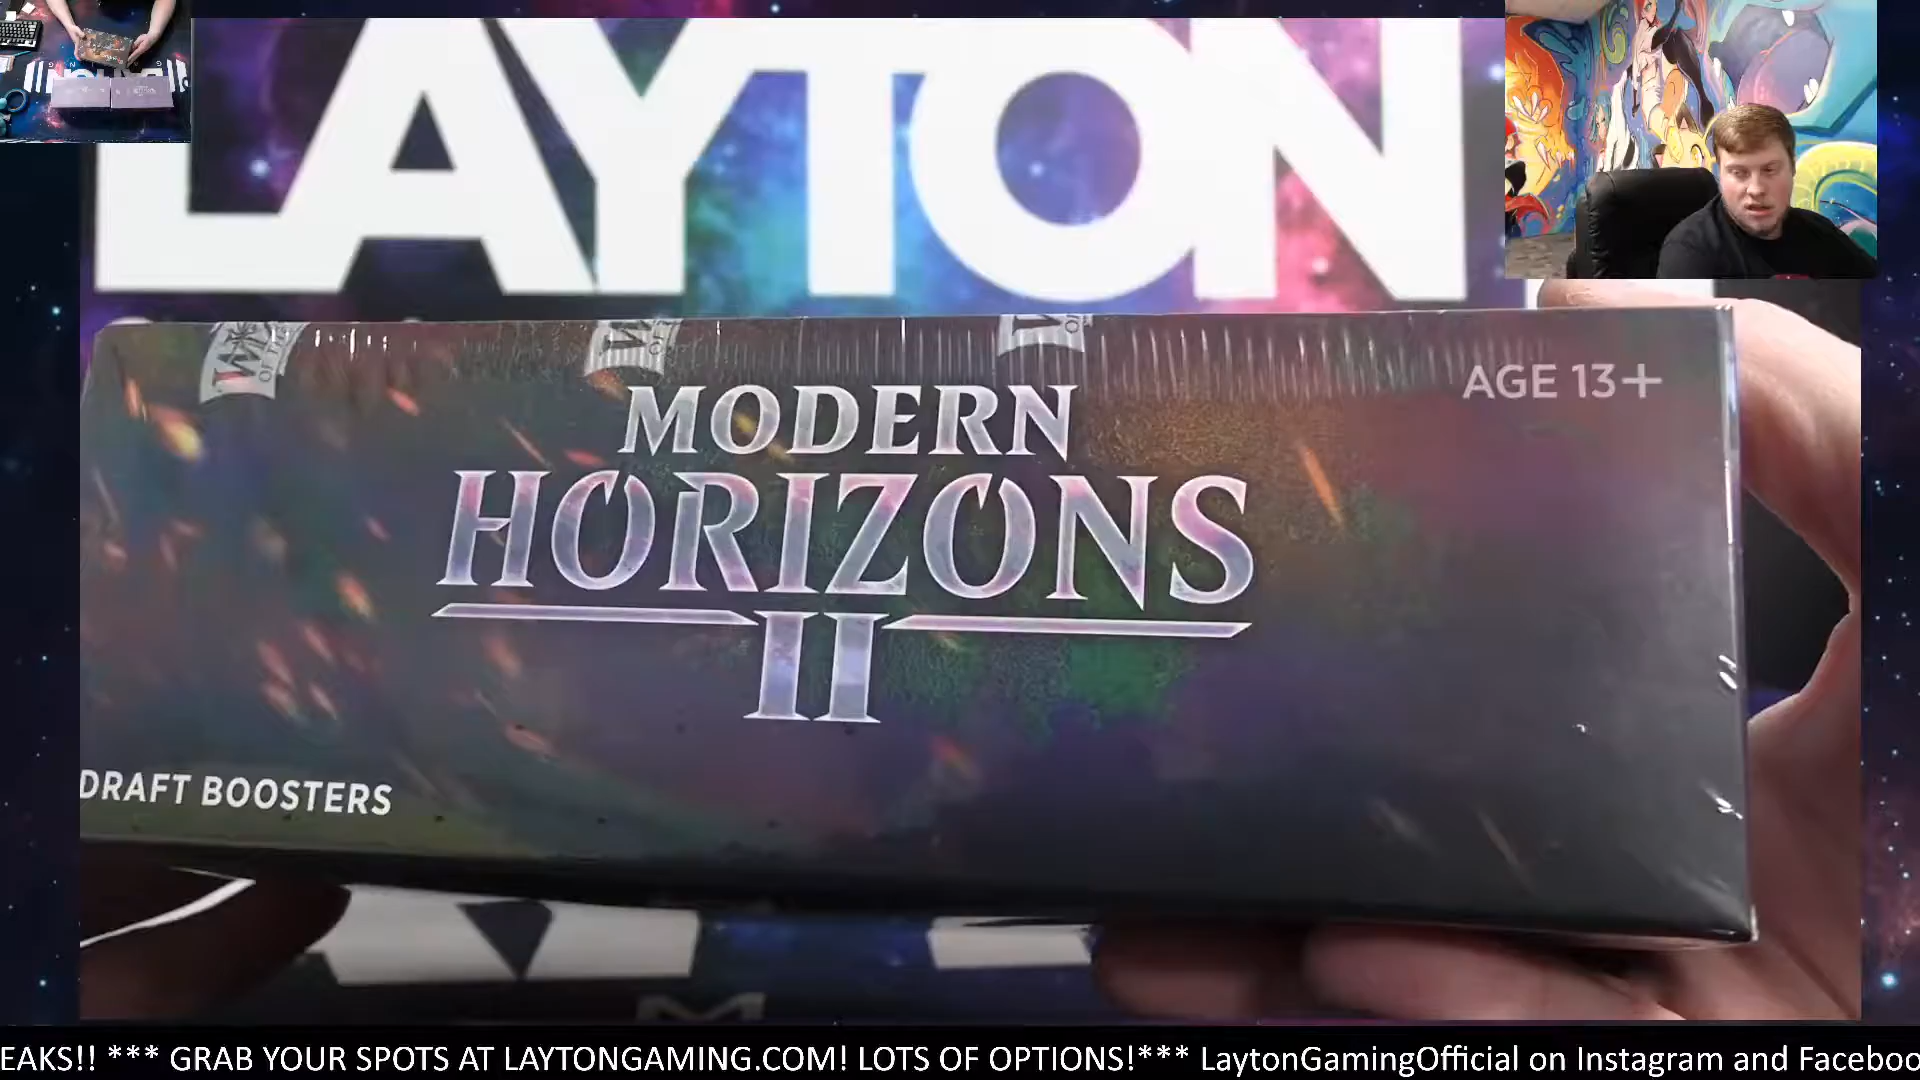 LAYTON
AGE 13+
MODERN
HORIZONS
II
DRAFT BOOSTERS
EAKS!! *** GRAB YOUR SPOTS AT LAYTONGAMING.COM! LOTS OF OPTIONS!*** LaytonGamingOfficial on Instagram and Faceboo